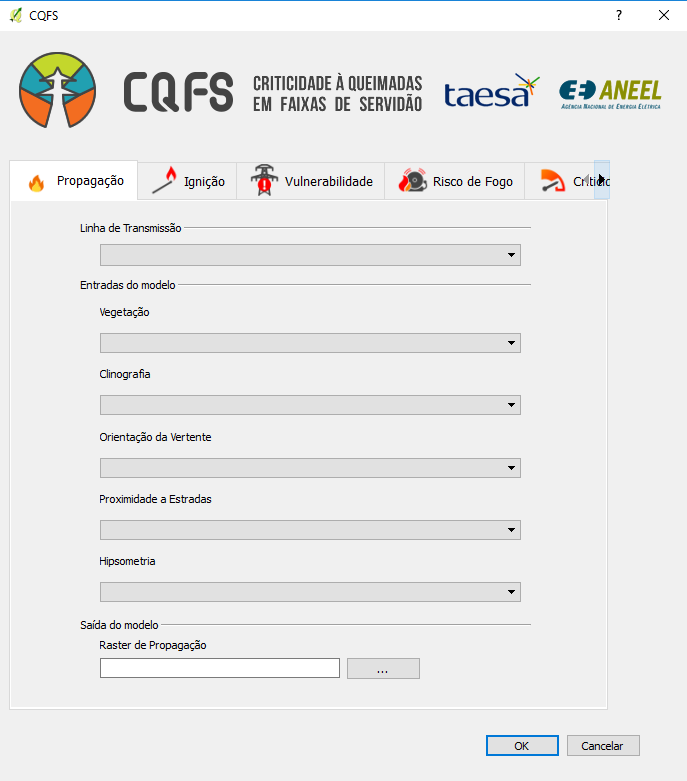 CQFS
?
CQFS
CRITICIDADE À QUEIMADAS
EM FAIXAS DE SERVIDÃO
taesa
ANEEL
AGÊNCIA NACIONAL DE ENERGIA ELÉTRICA
Propagação
Ignição
Vulnerabilidade
Risco de Fogo
Linha de Transmissão
Entradas do modelo
Vegetação
Clinografia
Orientação da Vertente
Proximidade a Estradas
Hipsometria
Saída do modelo
Raster de Propagação
...
OK
Cancelar